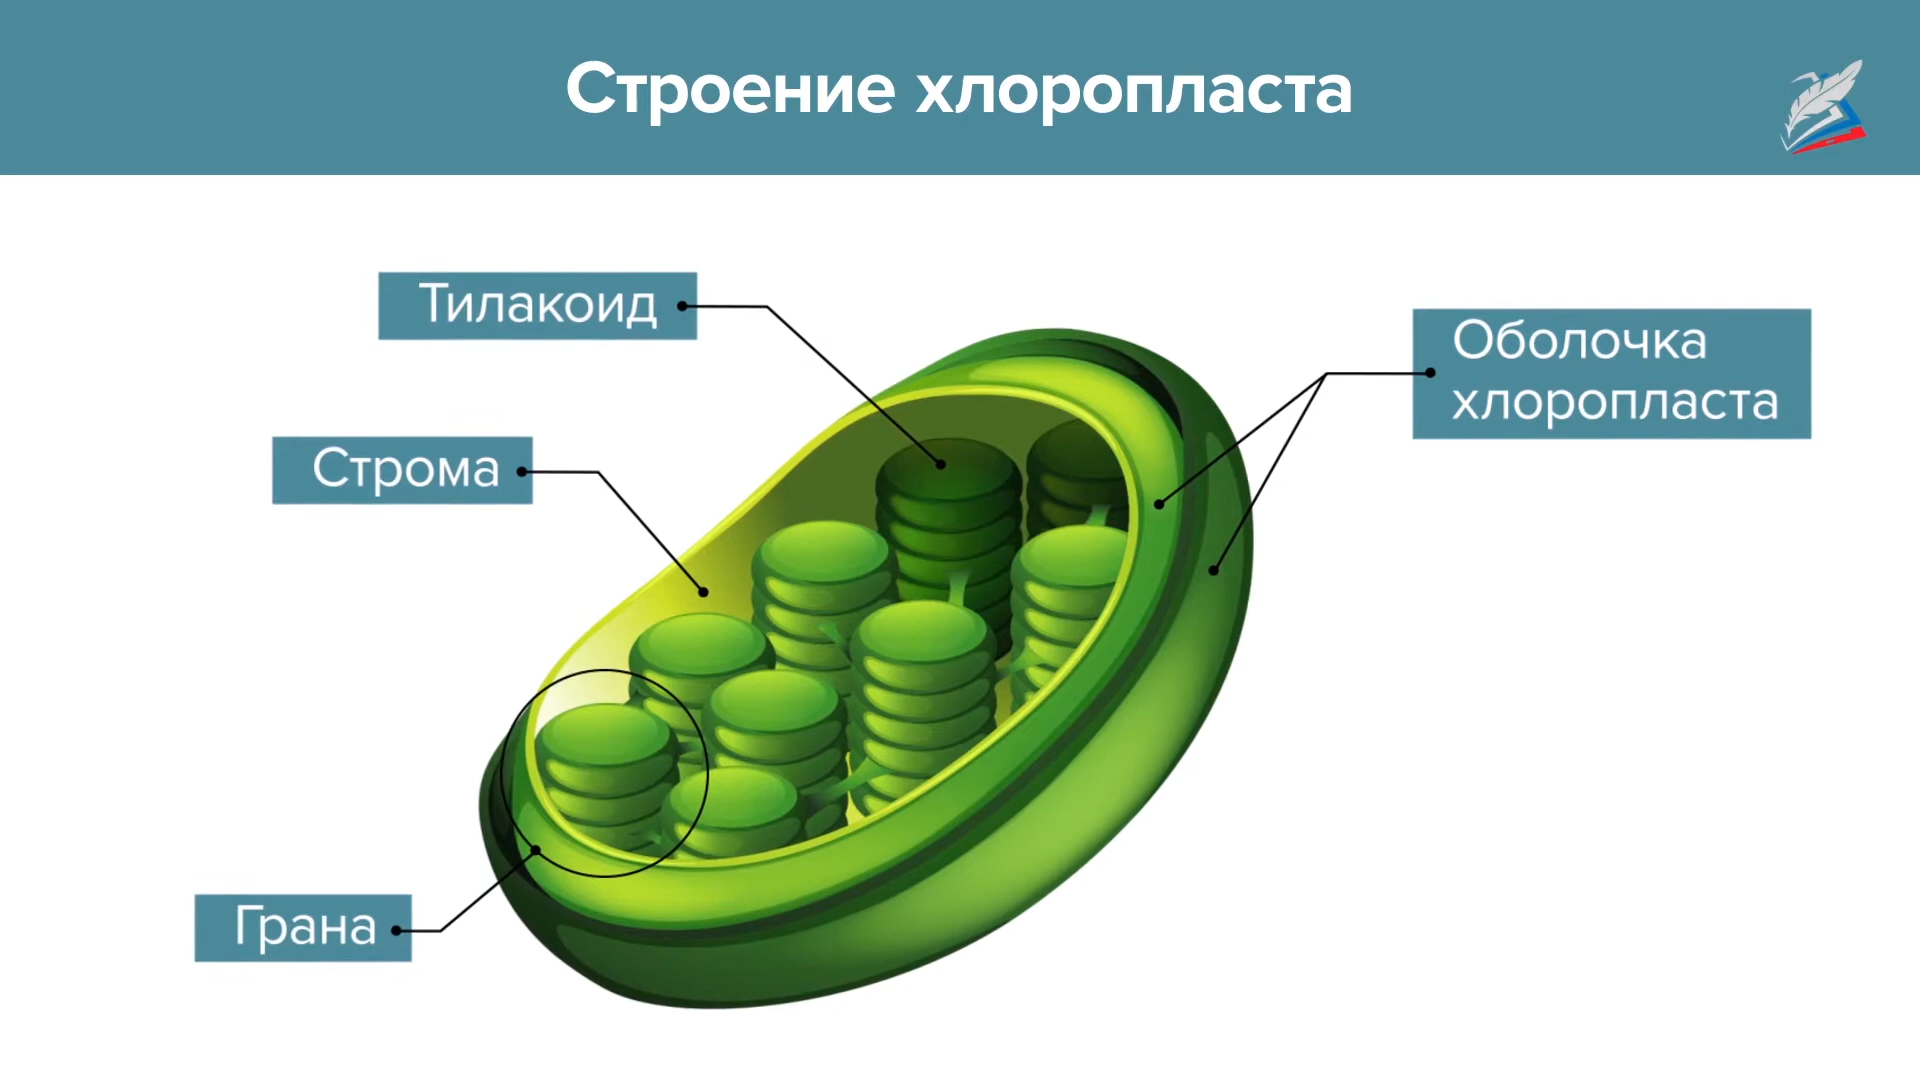 Строение хлоропласта
Тилакоид
Оболочка
хлоропласта
Строма
Грана